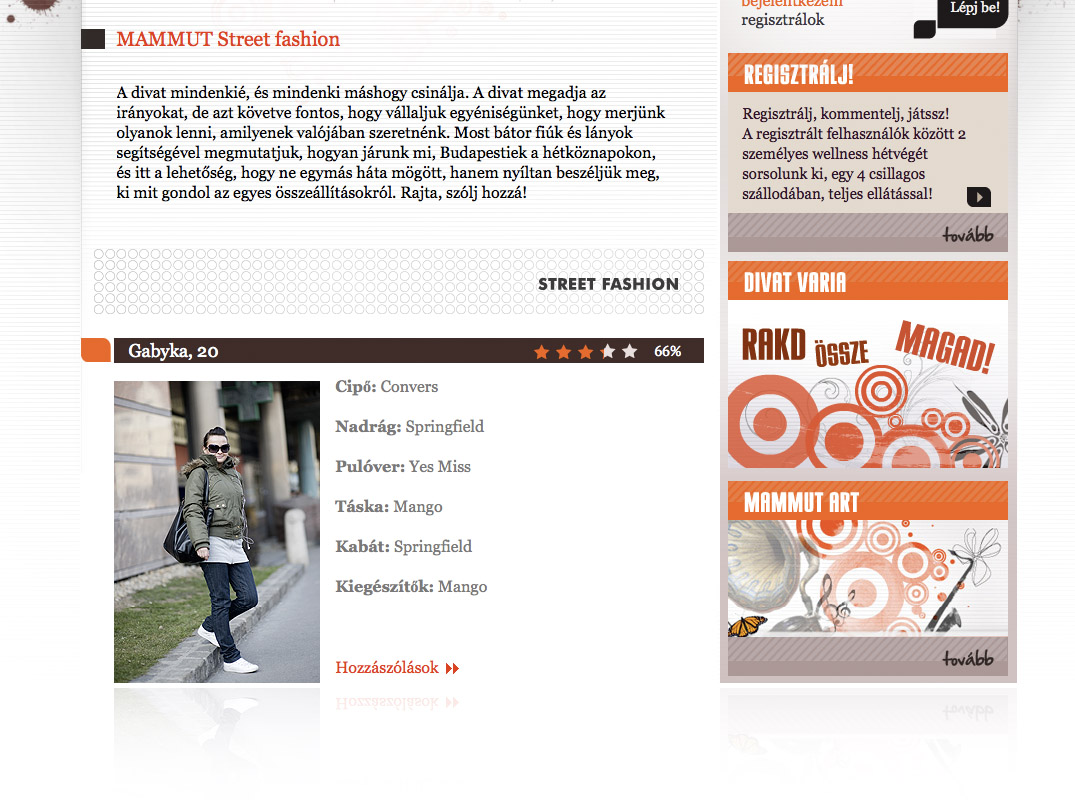 MAMMUT Street fashion
A divat mindenkié, és mindenki máshogy csinálja. A divat megadja az
irányokat, de azt követve fontos, hogy vállaljuk egyéniségünket, hogy merjünk
olyanok lenni, amilyenek valójában szeretnénk. Most bátor fiúk és lányok
segítségével megmutatjuk, hogyan járunk mi, Budapestiek a hétköznapokon,
és itt a lehetőség, hogy ne egymás háta mögött, hanem nyíltan beszéljük meg,
ki mit gondol az egyes összeállításokról. Rajta, szólj hozzá!
STREET FASHION
Gabyka, 20
66%
Cipő: Convers
Nadrág: Springfield
Pulóver: Yes Miss
Táska: Mango
Kabát: Springfield
Kiegészítők: Mango
Hozzászólások
bejelentkezem
regisztrálok
Lépj be!
REGISZTRÁLJ!
Regisztrálj, kommentelj, játssz!
A regisztrált felhasználók között 2
személyes wellness hétvégét
sorsolunk ki, egy 4 csillagos
szállodában, teljes ellátással!
tovább
DIVAT VARIA
RAKD ÖSSZE MAGAD!
MAMMUT ART
tovább